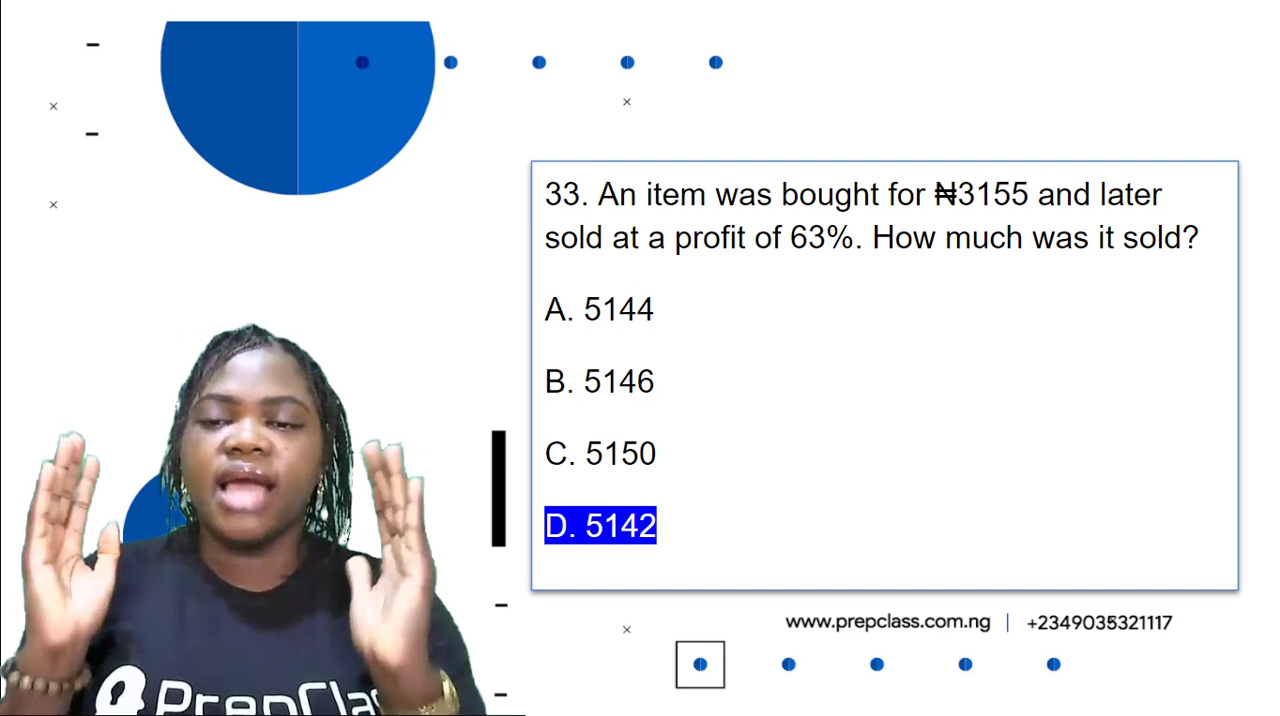 33. An item was bought for ₦3155 and later
sold at a profit of 63%. How much was it sold?
A. 5144
B. 5146
C. 5150
D. 5142
www.prepclass.com.ng | +2349035321117
PrepClas